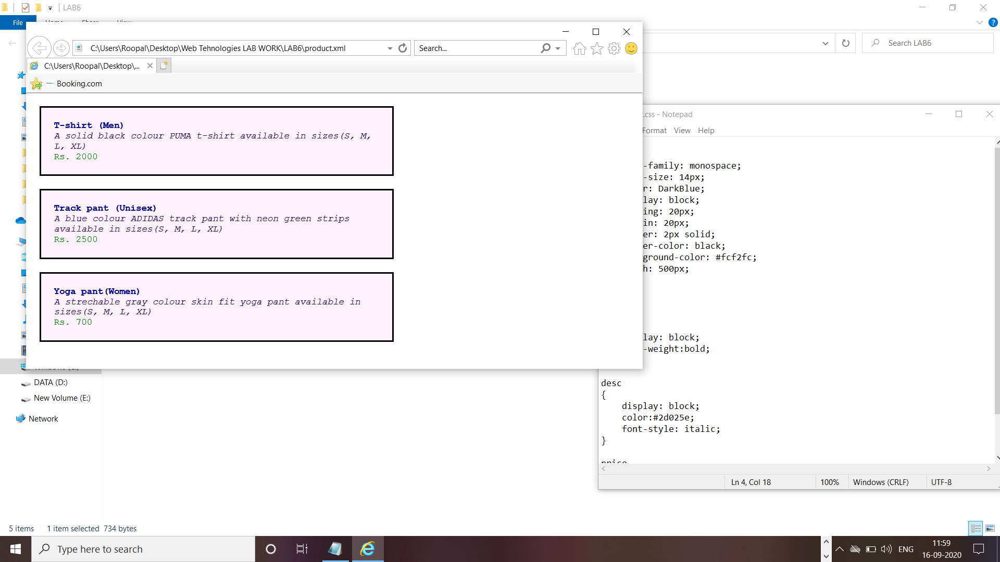 LAB6
File
Home Share View
C:\Users\Roopal\Desktop\Web Tehnologies LAB WORK\LAB6\product.xml
Search...
Search LAB6
C:\Users\Roopal\Desktop\...
Booking.com
T-shirt (Men)
A solid black colour PUMA t-shirt available in sizes(S, M,
L, XL)
Rs. 2000
Track pant (Unisex)
A blue colour ADIDAS track pant with neon green strips
available in sizes(S, M, L, XL)
Rs. 2500
Yoga pant(Women)
A strechable gray colour skin fit yoga pant available in
sizes(S, M, L, XL)
Rs. 700
.css - Notepad
Format View Help
-family: monospace;
-size: 14px;
r: DarkBlue;
lay: block;
ing: 20px;
in: 20px;
er: 2px solid;
er-color: black;
ground-color: #fcf2fc;
h: 500px;
lay: block;
-weight:bold;
desc
{
display: block;
color:#2d025e;
font-style: italic;
}
price
Ln 4, Col 18
100%
Windows (CRLF)
UTF-8
DATA (D:)
New Volume (E:)
Network
5 items 1 item selected 734 bytes
Type here to search
ENG
11:59
16-09-2020